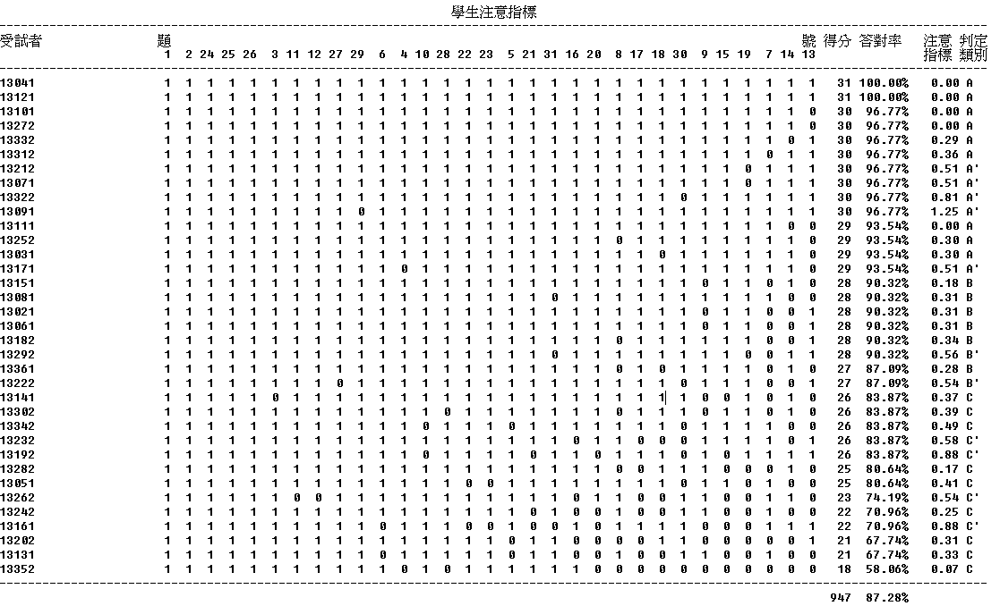 學生注意指標
受試者 題 號 得分 答對率 注意 判定
1 2 24 25 26 3 11 12 27 29 6 4 10 28 22 23 5 21 31 16 20 8 17 18 30 9 15 19 7 14 13 指標 類別
13041 1 1 1 1 1 1 1 1 1 1 1 1 1 1 1 1 1 1 1 1 1 1 1 1 1 1 1 1 1 1 1 31 100.00% 0.00 A
13121 1 1 1 1 1 1 1 1 1 1 1 1 1 1 1 1 1 1 1 1 1 1 1 1 1 1 1 1 1 1 1 31 100.00% 0.00 A
13101 1 1 1 1 1 1 1 1 1 1 1 1 1 1 1 1 1 1 1 1 1 1 1 1 1 1 1 1 1 1 0 30 96.77% 0.00 A
13272 1 1 1 1 1 1 1 1 1 1 1 1 1 1 1 1 1 1 1 1 1 1 1 1 1 1 1 1 1 1 0 30 96.77% 0.00 A
13332 1 1 1 1 1 1 1 1 1 1 1 1 1 1 1 1 1 1 1 1 1 1 1 1 1 1 1 1 1 0 1 30 96.77% 0.29 A
13312 1 1 1 1 1 1 1 1 1 1 1 1 1 1 1 1 1 1 1 1 1 1 1 1 1 1 1 1 0 1 1 30 96.77% 0.36 A
13212 1 1 1 1 1 1 1 1 1 1 1 1 1 1 1 1 1 1 1 1 1 1 1 1 1 1 1 0 1 1 1 30 96.77% 0.51 A'
13071 1 1 1 1 1 1 1 1 1 1 1 1 1 1 1 1 1 1 1 1 1 1 1 1 1 1 1 0 1 1 1 30 96.77% 0.51 A'
13322 1 1 1 1 1 1 1 1 1 1 1 1 1 1 1 1 1 1 1 1 1 1 1 1 0 1 1 1 1 1 1 30 96.77% 0.81 A'
13091 1 1 1 1 1 1 1 1 1 0 1 1 1 1 1 1 1 1 1 1 1 1 1 1 1 1 1 1 1 1 1 30 96.77% 1.25 A'
13111 1 1 1 1 1 1 1 1 1 1 1 1 1 1 1 1 1 1 1 1 1 1 1 1 1 1 1 1 1 0 0 29 93.54% 0.00 A
13252 1 1 1 1 1 1 1 1 1 1 1 1 1 1 1 1 1 1 1 1 1 0 1 1 1 1 1 1 1 1 0 29 93.54% 0.30 A
13031 1 1 1 1 1 1 1 1 1 1 1 1 1 1 1 1 1 1 1 1 1 1 1 0 1 1 1 1 1 1 0 29 93.54% 0.30 A
13171 1 1 1 1 1 1 1 1 1 1 1 0 1 1 1 1 1 1 1 1 1 1 1 1 1 1 1 1 1 1 0 29 93.54% 0.51 A'
13151 1 1 1 1 1 1 1 1 1 1 1 1 1 1 1 1 1 1 1 1 1 1 1 1 1 0 1 1 0 1 0 28 90.32% 0.18 B
13081 1 1 1 1 1 1 1 1 1 1 1 1 1 1 1 1 1 1 0 1 1 1 1 1 1 1 1 1 1 0 0 28 90.32% 0.31 B
13021 1 1 1 1 1 1 1 1 1 1 1 1 1 1 1 1 1 1 1 1 1 1 1 1 1 0 1 1 0 0 1 28 90.32% 0.31 B
13061 1 1 1 1 1 1 1 1 1 1 1 1 1 1 1 1 1 1 1 1 1 1 1 1 1 0 1 1 0 0 1 28 90.32% 0.31 B
13182 1 1 1 1 1 1 1 1 1 1 1 1 1 1 1 1 1 1 1 1 1 0 1 1 1 1 1 1 0 0 1 28 90.32% 0.34 B
13292 1 1 1 1 1 1 1 1 1 1 1 1 1 1 1 1 1 1 0 1 1 1 1 1 1 1 1 0 0 1 1 28 90.32% 0.56 B'
13361 1 1 1 1 1 1 1 1 1 1 1 1 1 1 1 1 1 1 1 1 1 0 1 0 1 1 1 1 0 1 0 27 87.09% 0.28 B
13222 1 1 1 1 1 1 1 1 0 1 1 1 1 1 1 1 1 1 1 1 1 1 1 1 0 1 1 1 0 0 1 27 87.09% 0.54 B'
13141 1 1 1 1 1 0 1 1 1 1 1 1 1 1 1 1 1 1 1 1 1 1 1 1 1 0 0 1 0 1 0 26 83.87% 0.37 C
13302 1 1 1 1 1 1 1 1 1 1 1 1 1 0 1 1 1 1 1 1 1 0 1 1 1 0 1 1 0 1 0 26 83.87% 0.39 C
13342 1 1 1 1 1 1 1 1 1 1 1 1 0 1 1 1 0 1 1 1 1 1 1 1 0 1 1 1 1 0 0 26 83.87% 0.49 C
13232 1 1 1 1 1 1 1 1 1 1 1 1 1 1 1 1 1 1 1 0 1 1 0 0 0 1 1 1 1 1 0 26 83.87% 0.58 C'
13192 1 1 1 1 1 1 1 1 1 1 1 1 0 1 1 1 1 0 1 1 0 1 1 1 0 1 0 1 1 1 1 26 83.87% 0.88 C'
13282 1 1 1 1 1 1 1 1 1 1 1 1 1 1 1 1 1 1 1 1 1 0 0 1 1 1 0 0 0 1 0 25 80.64% 0.17 C
13051 1 1 1 1 1 1 1 1 1 1 1 1 1 1 0 0 1 1 1 1 1 1 1 1 0 1 1 0 0 1 0 25 80.64% 0.41 C
13262 1 1 1 1 1 1 0 0 1 1 1 1 1 1 1 1 1 1 1 0 1 1 0 0 1 1 1 0 0 1 0 23 74.19% 0.54 C'
13242 1 1 1 1 1 1 1 1 1 1 1 1 1 1 1 1 1 0 1 0 0 1 0 0 1 1 0 0 1 0 0 22 70.96% 0.25 C
13161 1 1 1 1 1 1 1 1 1 1 0 1 1 1 0 0 1 0 0 1 1 0 1 1 1 0 0 0 1 1 1 22 70.96% 0.88 C'
13202 1 1 1 1 1 1 1 1 1 1 1 1 1 1 1 1 0 1 1 0 0 0 0 0 1 1 0 0 0 0 1 21 67.74% 0.31 C
13131 1 1 1 1 1 1 1 1 1 1 0 1 1 1 1 1 0 1 1 0 0 0 1 0 1 0 0 0 1 1 0 21 67.74% 0.33 C
13352 1 1 1 1 1 1 1 1 1 1 1 0 1 0 1 1 1 1 1 1 0 0 0 0 0 0 0 0 0 0 0 18 58.06% 0.07 C
947 87.28%